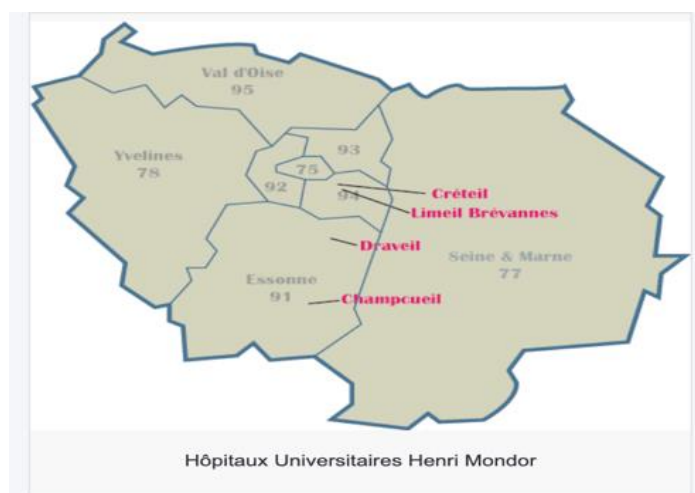 Val d'Oise
95
Yvelines
78
93
75
92
94
Créteil
Limeil Brévannes
Draveil
Seine & Marne
77
Essonne
91
Champcueil
Hôpitaux Universitaires Henri Mondor